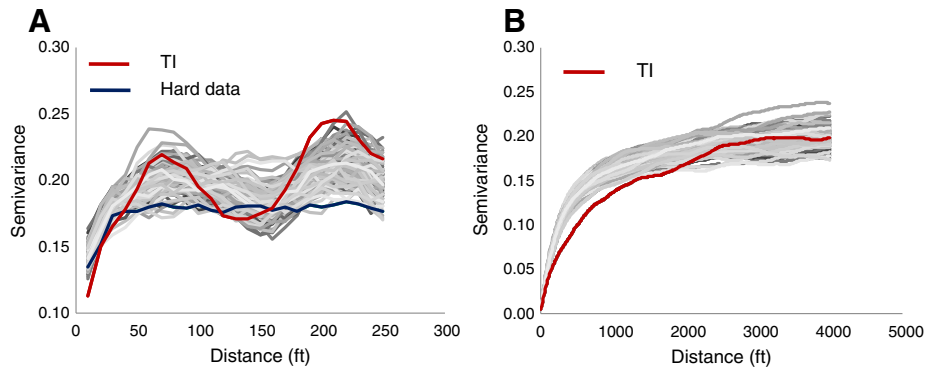 A
0.30
0.25
0.20
0.15
0.10
Semivariance
TI
Hard data
0 50 100 150 200 250 300
Distance (ft)
B
0.30
0.25
0.20
0.15
0.10
0.05
0.00
Semivariance
TI
0 1000 2000 3000 4000 5000
Distance (ft)